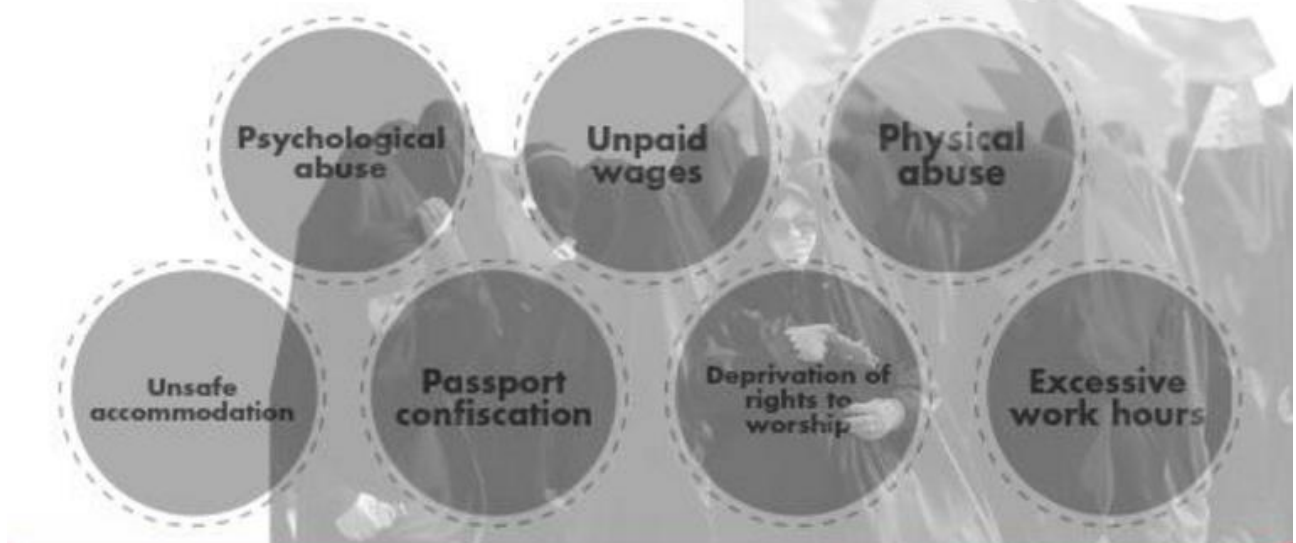 Psychological
abuse
Unpaid
wages
Physical
abuse
Unsafe
accommodation
Passport
confiscation
Deprivation of
rights to
worship
Excessive
work hours